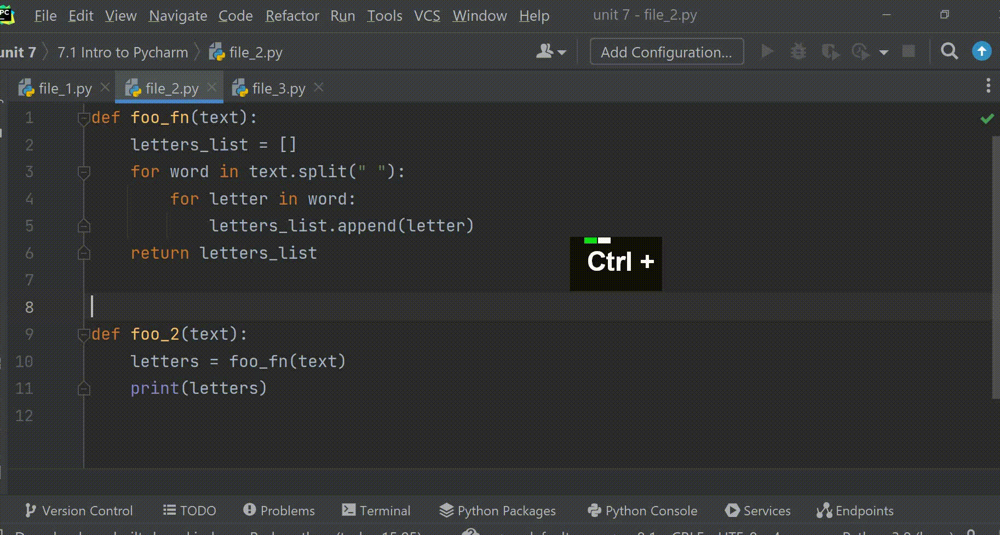 PC
File Edit View Navigate Code Refactor Run Tools VCS Window Help unit 7 - file_2.py
unit 7 7.1 Intro to Pycharm file_2.py Add Configuration...
file_1.py file_2.py file_3.py
1 def foo_fn(text):
2 letters_list = []
3 for word in text.split(" "):
4 for letter in word:
5 letters_list.append(letter)
6 return letters_list
Ctrl +
7
8
9 def foo_2(text):
10 letters = foo_fn(text)
11 print(letters)
12
Version Control TODO Problems Terminal Python Packages Python Console Services Endpoints